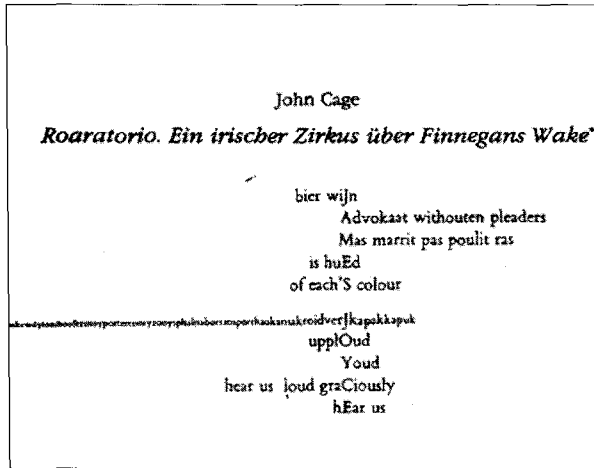 John Cage
Roaratorio. Ein irischer Zirkus über Finnegans Wake*
bier wiJn
Advokaat withouten pleaders
Mas marrit pas poulit ras
is huEd
of each'S colour
upplOud
Youd
hear us loud graCiously
hEar us